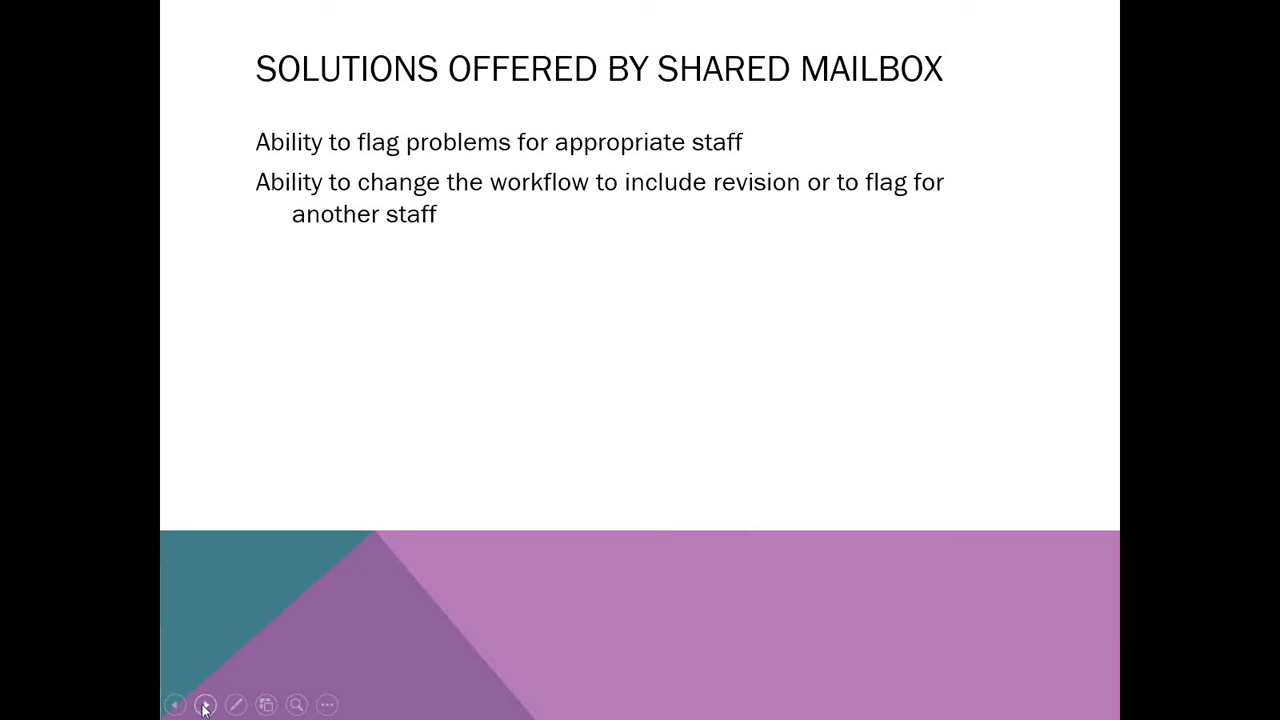 SOLUTIONS OFFERED BY SHARED MAILBOX
Ability to flag problems for appropriate staff
Ability to change the workflow to include revision or to flag for
another staff